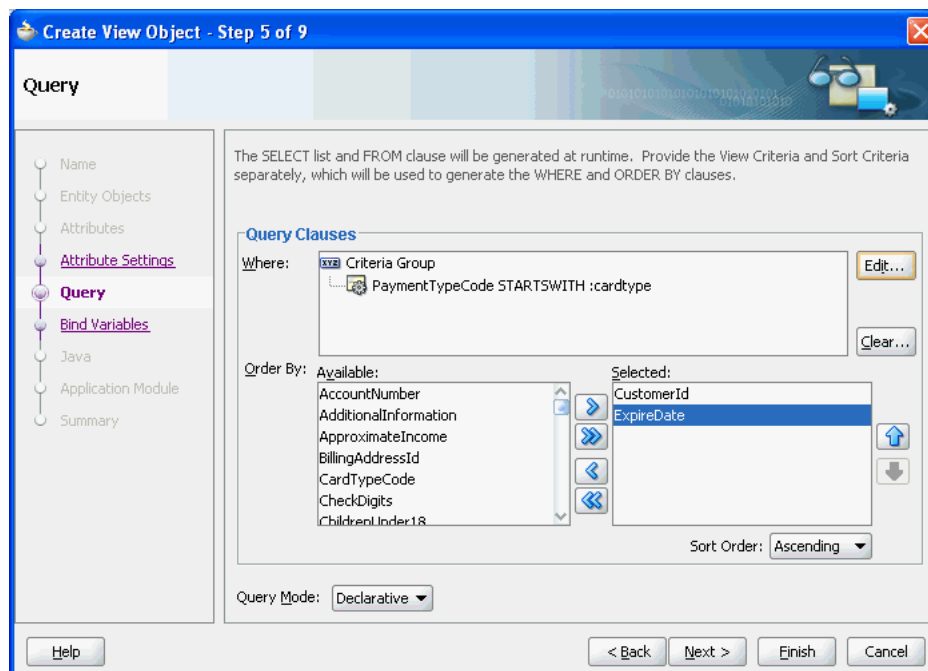 Create View Object - Step 5 of 9
Query
Name
Entity Objects
Attributes
Attribute Settings
Query
Bind Variables
Java
Application Module
Summary
The SELECT list and FROM clause will be generated at runtime. Provide the View Criteria and Sort Criteria
separately, which will be used to generate the WHERE and ORDER BY clauses.
Query Clauses
Where:
XYZ Criteria Group
PaymentTypeCode STARTSWITH :cardtype
Edit...
Clear...
Order By:
Available:
AccountNumber
AdditionalInformation
ApproximateIncome
BillingAddressId
CardTypeCode
CheckDigits
ChildrenUnder18
Selected:
CustomerId
ExpireDate
Sort Order: Ascending
Query Mode: Declarative
Help
< Back
Next >
Finish
Cancel